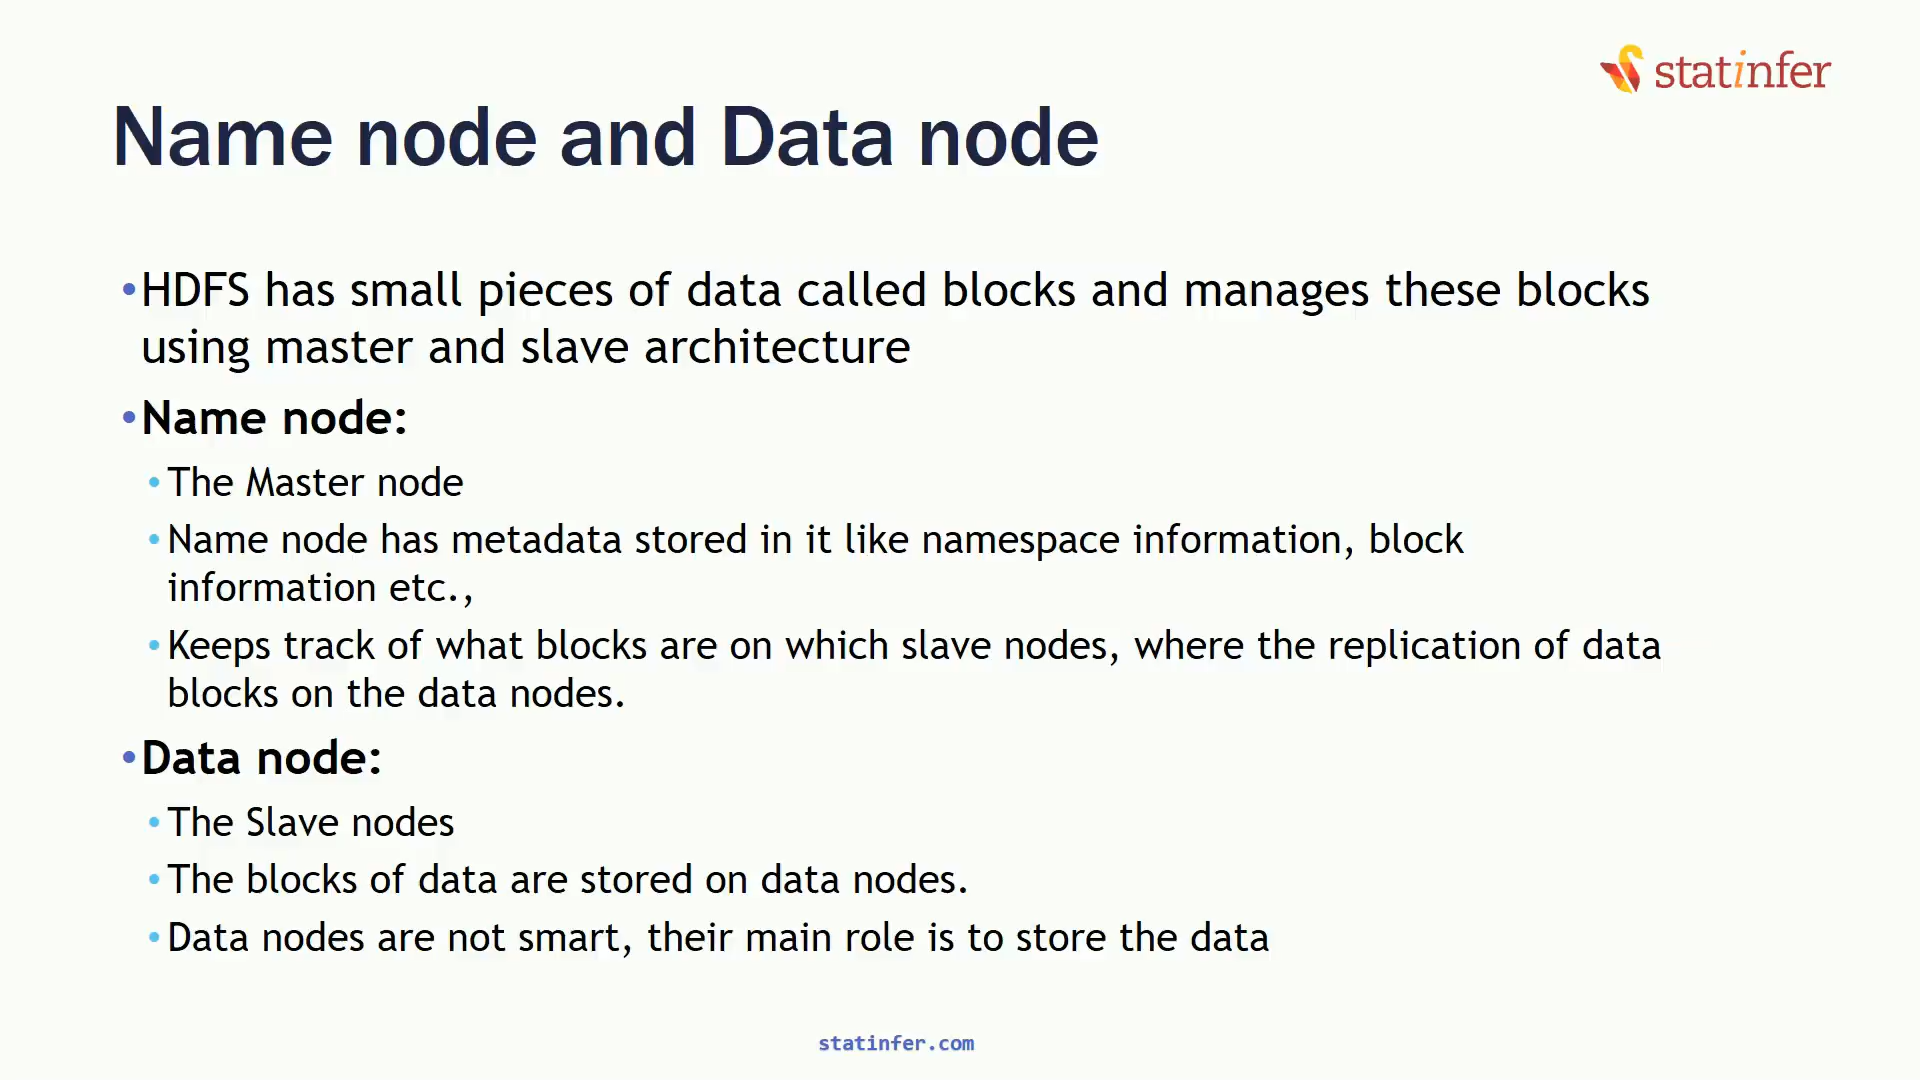 statinfer
Name node and Data node
•HDFS has small pieces of data called blocks and manages these blocks
using master and slave architecture
•Name node:
•The Master node
•Name node has metadata stored in it like namespace information, block
information etc.,
•Keeps track of what blocks are on which slave nodes, where the replication of data
blocks on the data nodes.
•Data node:
•The Slave nodes
•The blocks of data are stored on data nodes.
•Data nodes are not smart, their main role is to store the data
statinfer.com